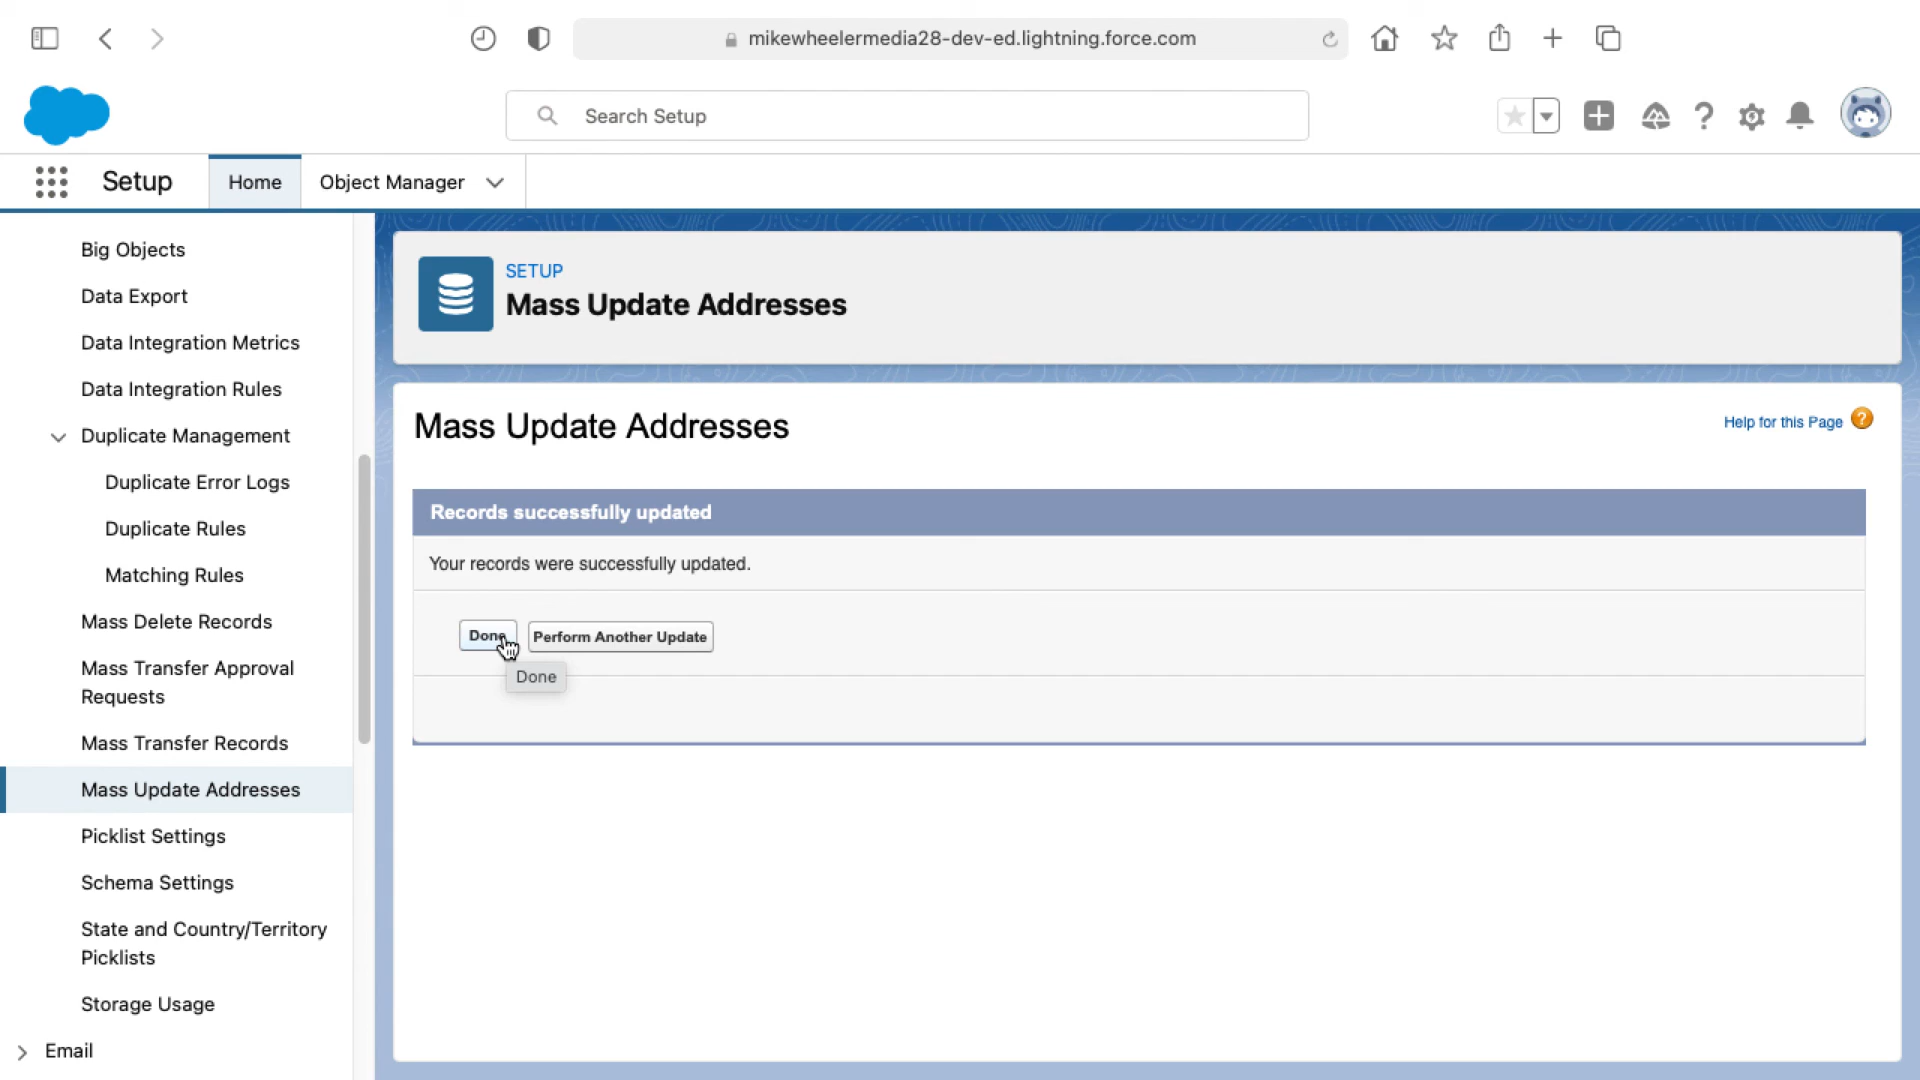 mikewheelermedia28-dev-ed.lightning.force.com
Search Setup
Setup
Home
Object Manager
Big Objects
Data Export
Data Integration Metrics
Data Integration Rules
Duplicate Management
Duplicate Error Logs
Duplicate Rules
Matching Rules
Mass Delete Records
Mass Transfer Approval
Requests
Mass Transfer Records
Mass Update Addresses
Picklist Settings
Schema Settings
State and Country/Territory
Picklists
Storage Usage
Email
SETUP
Mass Update Addresses
Mass Update Addresses
Help for this Page ?
Records successfully updated
Your records were successfully updated.
Done Perform Another Update
Done